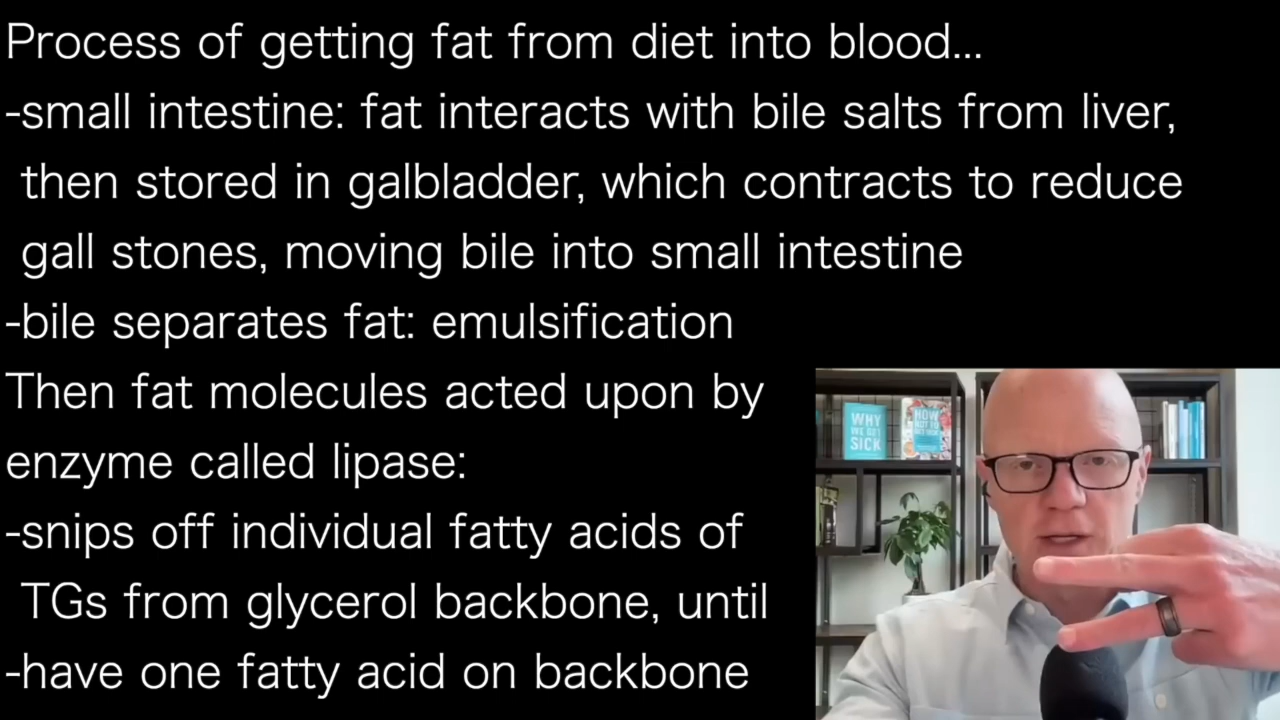 Process of getting fat from diet into blood...
-small intestine: fat interacts with bile salts from liver,
then stored in galbladder, which contracts to reduce
gall stones, moving bile into small intestine
-bile separates fat: emulsification
Then fat molecules acted upon by
enzyme called lipase:
-snips off individual fatty acids of
TGs from glycerol backbone, until
-have one fatty acid on backbone
WHY
WE GET
SICK
HOW
NOT TO